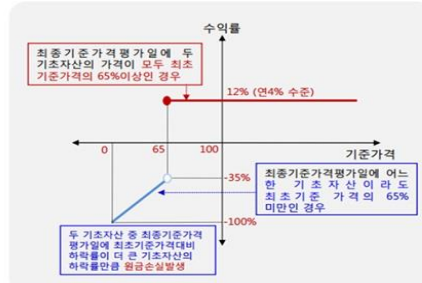 수익률
최종기준가격평가일에 두
기초자산의 가격이 모두 최초
기준가격의 65%이상인 경우
12% (연4% 수준)
0
65
100
기준가격
-35%
최종기준가격평가일에 어느
한 기초자산이라도
최초기준 가격의 65%
미만인 경우
-100%
두 기초자산 중 최종기준가격
평가일에 최초기준가격대비
하락률이 더 큰 기초자산의
하락률만큼 원금손실발생